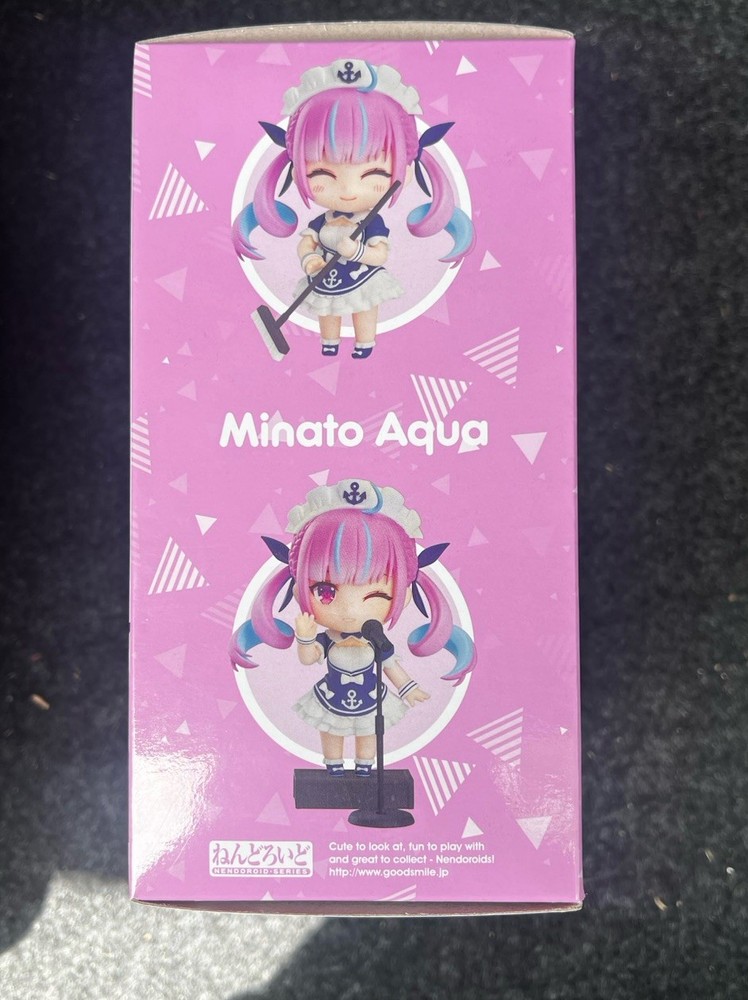 Minato Aqua
ねんどろいど
NENDOROID·SERIES
Cute to look at, fun to play with
and great to collect - Nendoroids!
http://www.goodsmile.jp